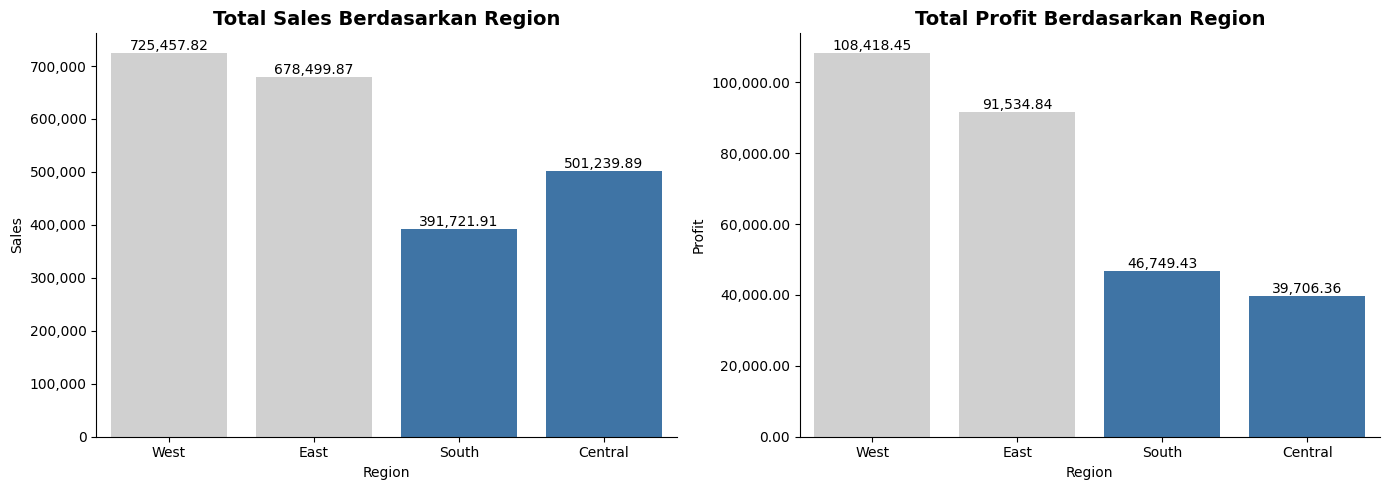 Total Sales Berdasarkan Region
725,457.82
678,499.87
391,721.91
501,239.89
700,000
600,000
500,000
400,000
300,000
200,000
100,000
0
Sales
West East South Central
Region
Total Profit Berdasarkan Region
108,418.45
91,534.84
46,749.43
39,706.36
100,000.00
80,000.00
60,000.00
40,000.00
20,000.00
0.00
Profit
West East South Central
Region